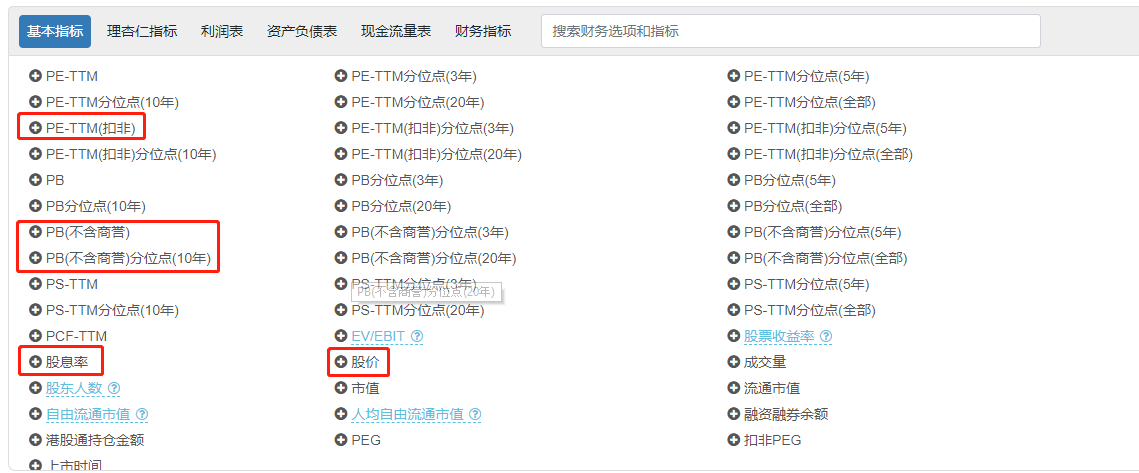 基本指标 理杏仁指标 利润表 资产负债表 现金流量表 财务指标 搜索财务选项和指标
PE-TTM PE-TTM分位点(3年) PE-TTM分位点(5年)
PE-TTM分位点(10年) PE-TTM分位点(20年) PE-TTM分位点(全部)
PE-TTM(扣非) PE-TTM(扣非)分位点(3年) PE-TTM(扣非)分位点(5年)
PE-TTM(扣非)分位点(10年) PE-TTM(扣非)分位点(20年) PE-TTM(扣非)分位点(全部)
PB PB分位点(3年) PB分位点(5年)
PB分位点(10年) PB分位点(20年) PB分位点(全部)
PB(不含商誉) PB(不含商誉)分位点(3年) PB(不含商誉)分位点(5年)
PB(不含商誉)分位点(10年) PB(不含商誉)分位点(20年) PB(不含商誉)分位点(全部)
PS-TTM PS-TTM分位点(3年) PS-TTM分位点(5年)
PB(不含商誉)分位点(20年)
PS-TTM分位点(10年) PS-TTM分位点(20年) PS-TTM分位点(全部)
PCF-TTM EV/EBIT ? 股票收益率 ?
股息率 股价 成交量
股东人数 ? 市值 流通市值
自由流通市值 ? 人均自由流通市值 ? 融资融券余额
港股通持仓金额 PEG 扣非PEG
上市时间